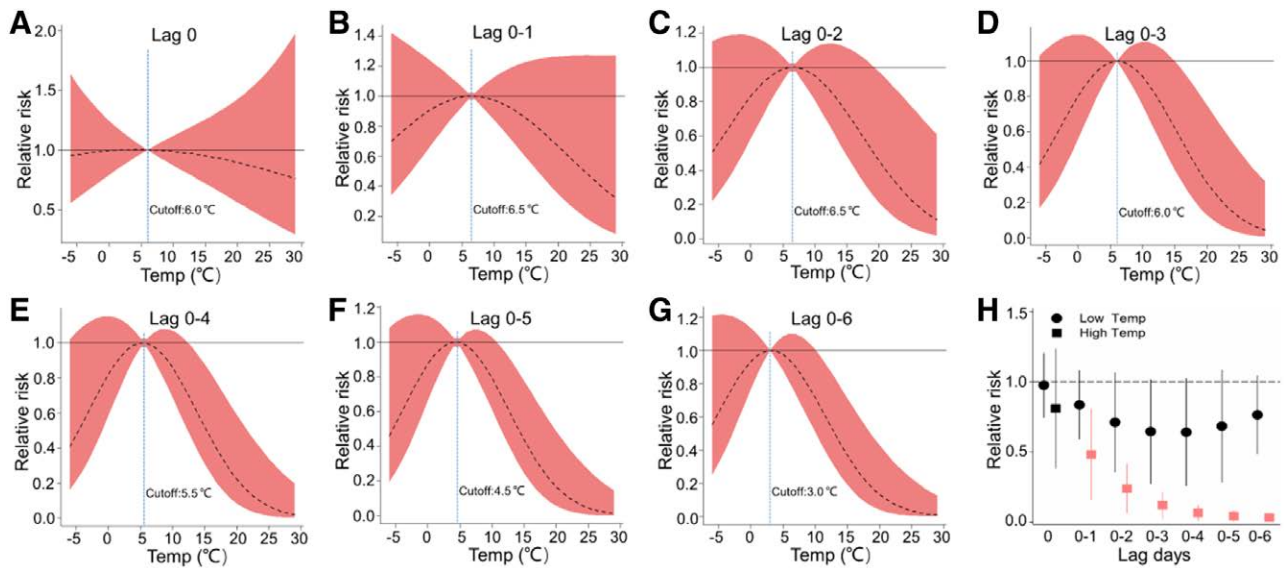 A
Lag 0
Relative risk
2.0
1.5
1.0
0.5
Cutoff:6.0℃
-5 0 5 10 15 20 25 30
Temp (℃)
B
Lag 0-1
Relative risk
1.4
1.2
1.0
0.8
0.6
0.4
0.2
Cutoff:6.5℃
-5 0 5 10 15 20 25 30
Temp (℃)
C
Lag 0-2
Relative risk
1.2
1.0
0.8
0.6
0.4
0.2
0.0
Cutoff:6.5℃
-5 0 5 10 15 20 25 30
Temp (℃)
D
Lag 0-3
Relative risk
1.0
0.8
0.6
0.4
0.2
0.0
Cutoff:6.0℃
-5 0 5 10 15 20 25 30
Temp (℃)
E
Lag 0-4
Relative risk
1.2
1.0
0.8
0.6
0.4
0.2
0.0
Cutoff:5.5℃
-5 0 5 10 15 20 25 30
Temp (℃)
F
Lag 0-5
Relative risk
1.2
1.0
0.8
0.6
0.4
0.2
0.0
Cutoff:4.5℃
-5 0 5 10 15 20 25 30
Temp (℃)
G
Lag 0-6
Relative risk
1.2
1.0
0.8
0.6
0.4
0.2
0.0
Cutoff:3.0℃
-5 0 5 10 15 20 25 30
Temp (℃)
H
Low Temp
High Temp
Relative risk
1.5
1.0
0.5
0.0
0 0-1 0-2 0-3 0-4 0-5 0-6
Lag days